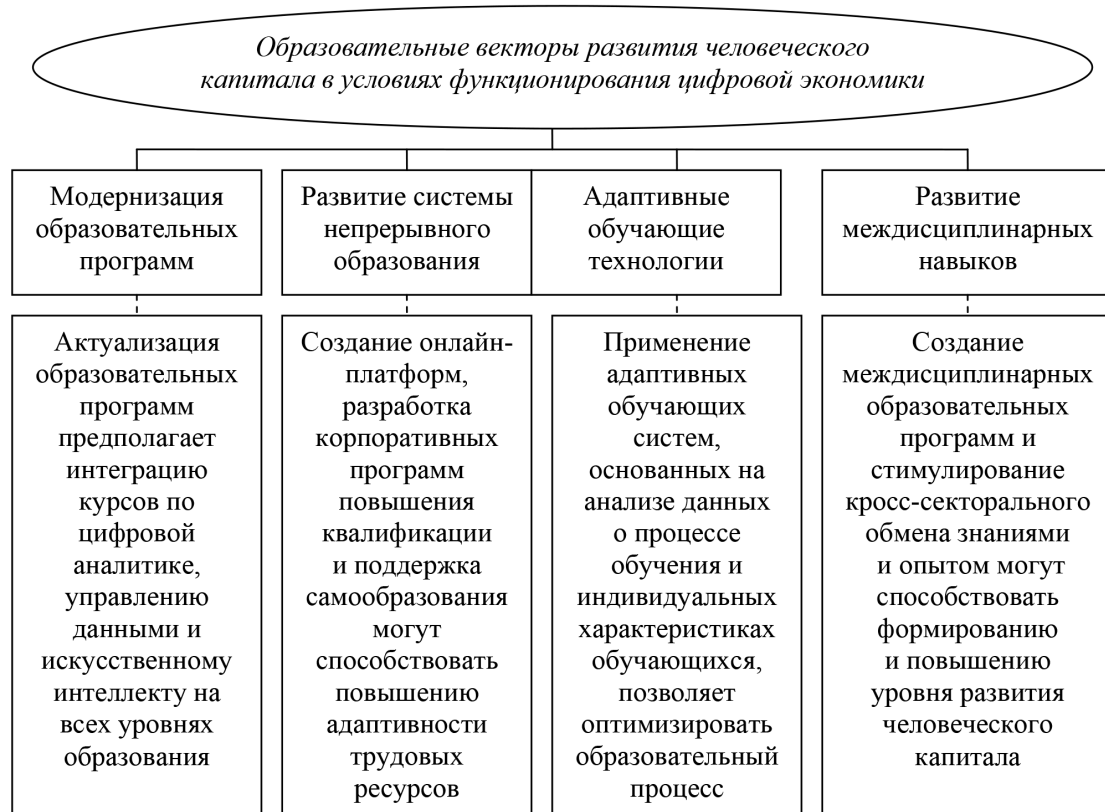 Образовательные векторы развития человеческого
капитала в условиях функционирования цифровой экономики
Модернизация
образовательных
программ
Развитие системы
непрерывного
образования
Адаптивные
обучающие
технологии
Развитие
междисциплинарных
навыков
Актуализация
образовательных
программ
предполагает
интеграцию
курсов по
цифровой
аналитике,
управлению
данными и
искусственному
интеллекту на
всех уровнях
образования
Создание онлайн-
платформ,
разработка
корпоративных
программ
повышения
квалификации
и поддержка
самообразования
могут
способствовать
повышению
адаптивности
трудовых
ресурсов
Применение
адаптивных
обучающих
систем,
основанных на
анализе данных
о процессе
обучения и
индивидуальных
характеристиках
обучающихся,
позволяет
оптимизировать
образовательный
процесс
Создание
междисциплинарных
образовательных
программ и
стимулирование
кросс-секторального
обмена знаниями
и опытом могут
способствовать
формированию
и повышению
уровня развития
человеческого
капитала